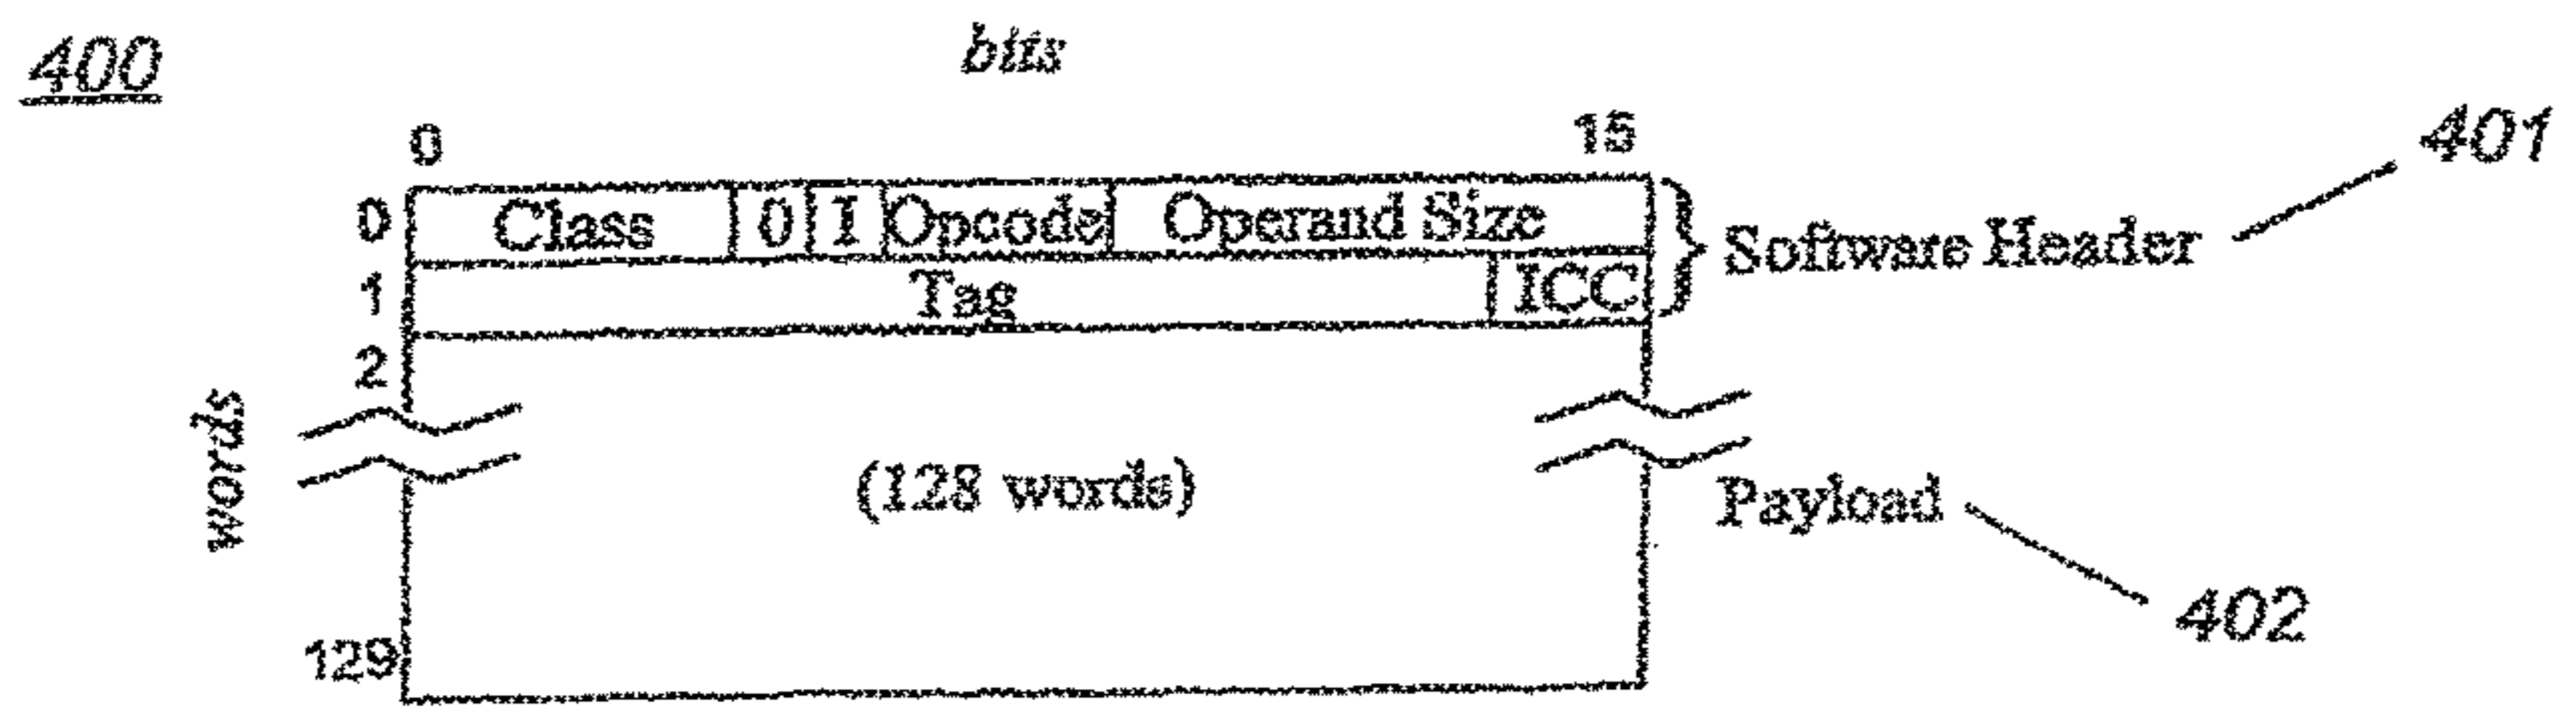 400
bits
0 15
401
0 Class 0 I Opcode Operand Size
Software Header
1 Tag ICC
2
words
(128 words)
Payload
402
129